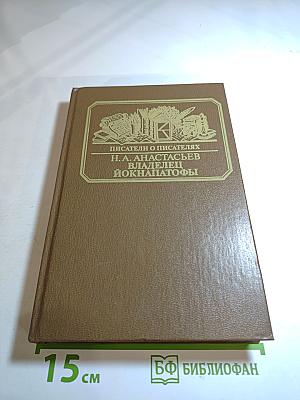 ПИСАТЕЛИ О ПИСАТЕЛЯХ
Н. А. АНАСТАСЬЕВ
ВЛАДЕЛЕЦ
ЙОКНАПАТОФЫ
15 см
БФ БИБЛИОФАН